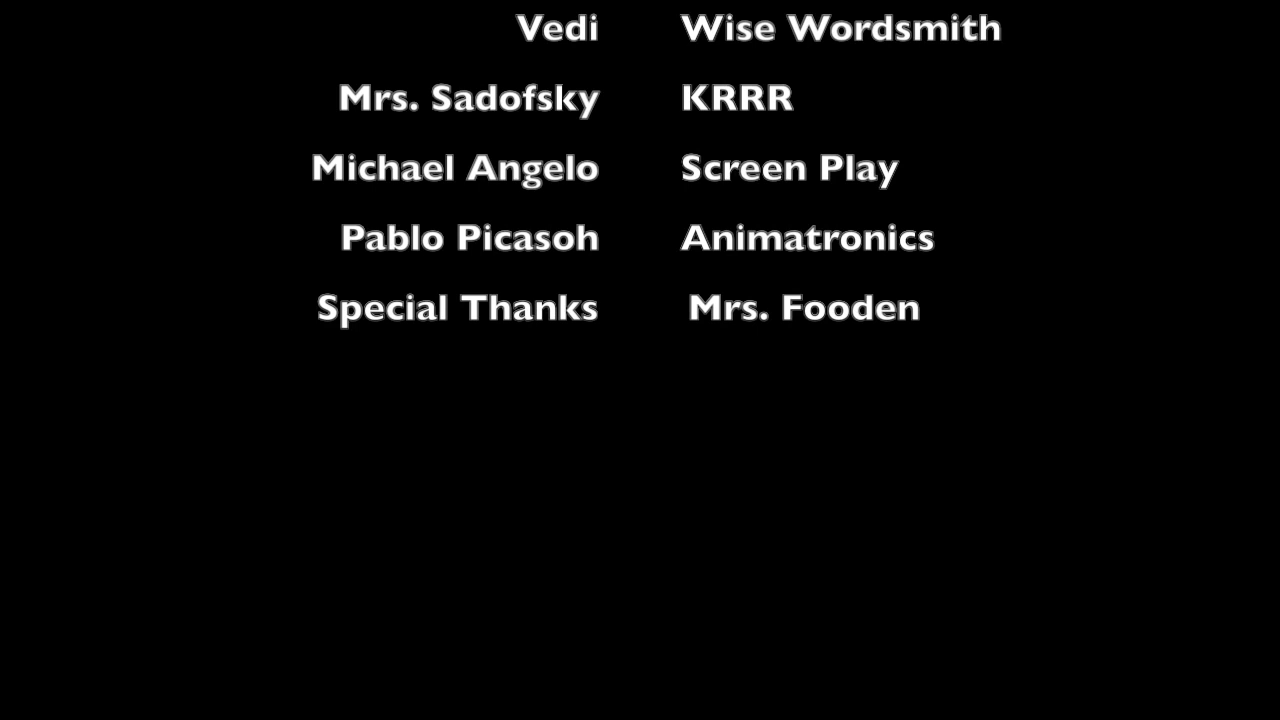 Vedi Wise Wordsmith
Mrs. Sadofsky KRRR
Michael Angelo Screen Play
Pablo Picasoh Animatronics
Special Thanks Mrs. Fooden